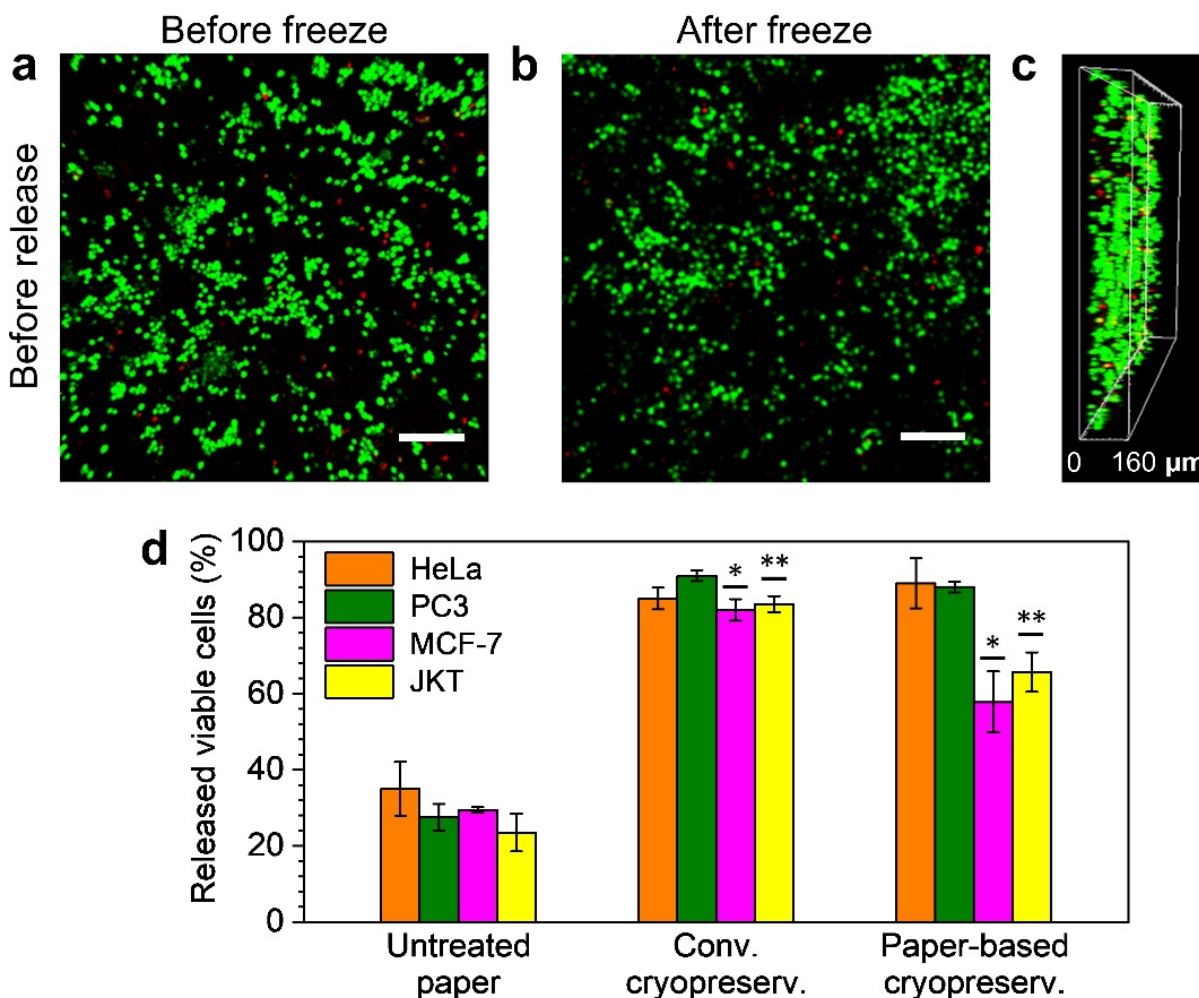 Before freeze
After freeze
a
b
c
Before release
0 160 µm
d
Released viable cells (%)
100
80
60
40
20
0
HeLa
PC3
MCF-7
JKT
*
**
*
**
Untreated
paper
Conv.
cryopreserv.
Paper-based
cryopreserv.